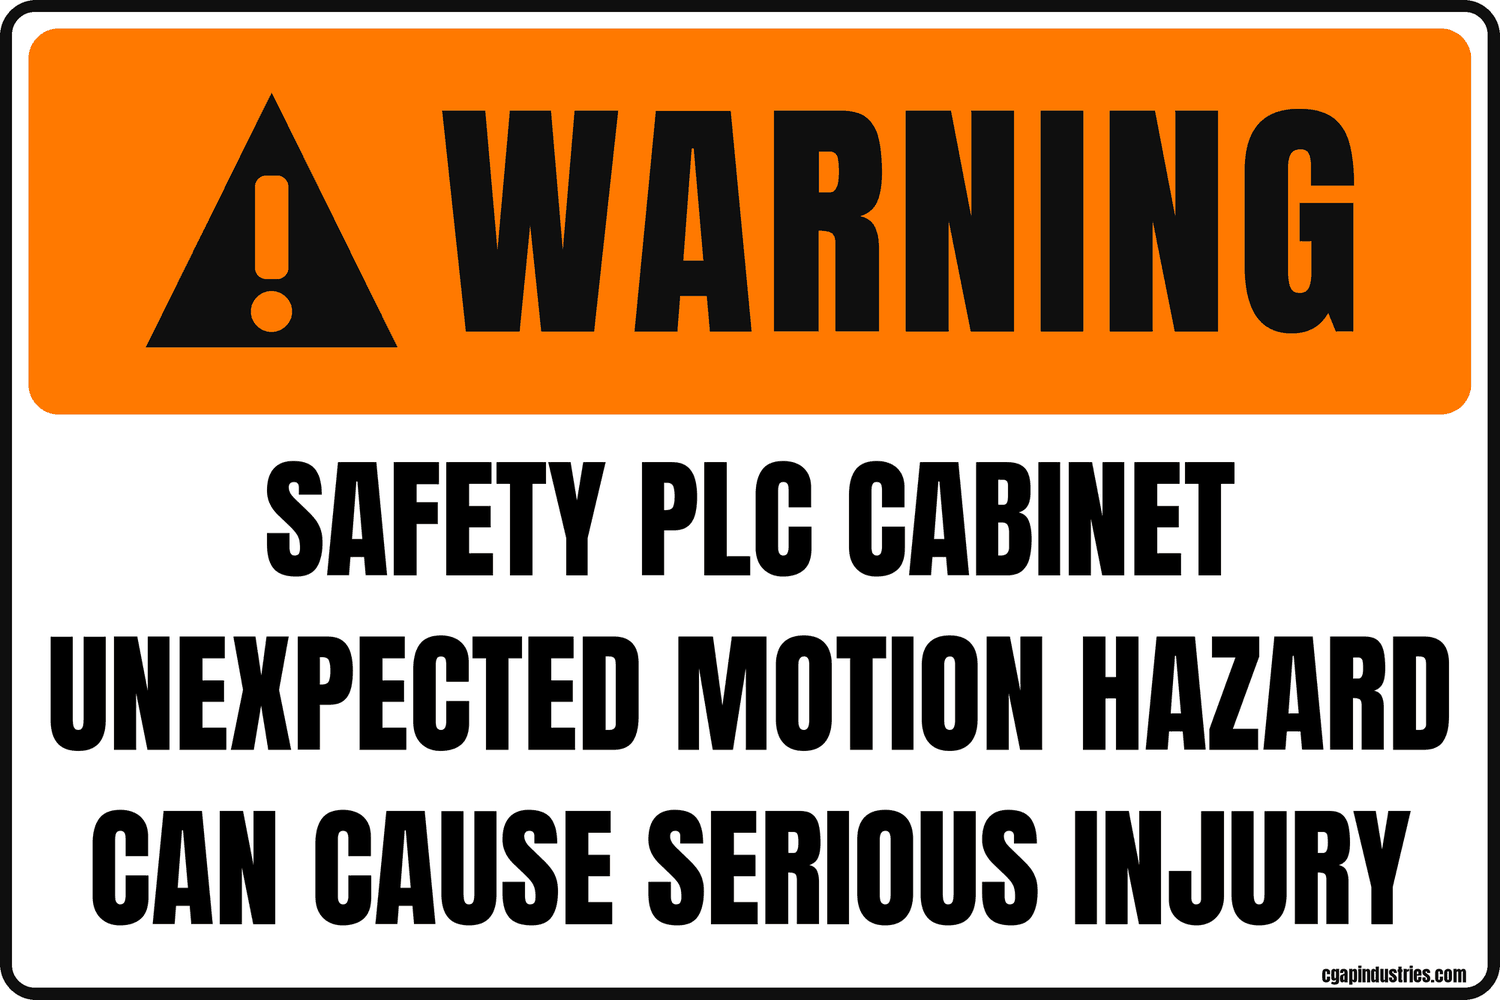 WARNING
SAFETY PLC CABINET
UNEXPECTED MOTION HAZARD
CAN CAUSE SERIOUS INJURY
cgapindustries.com